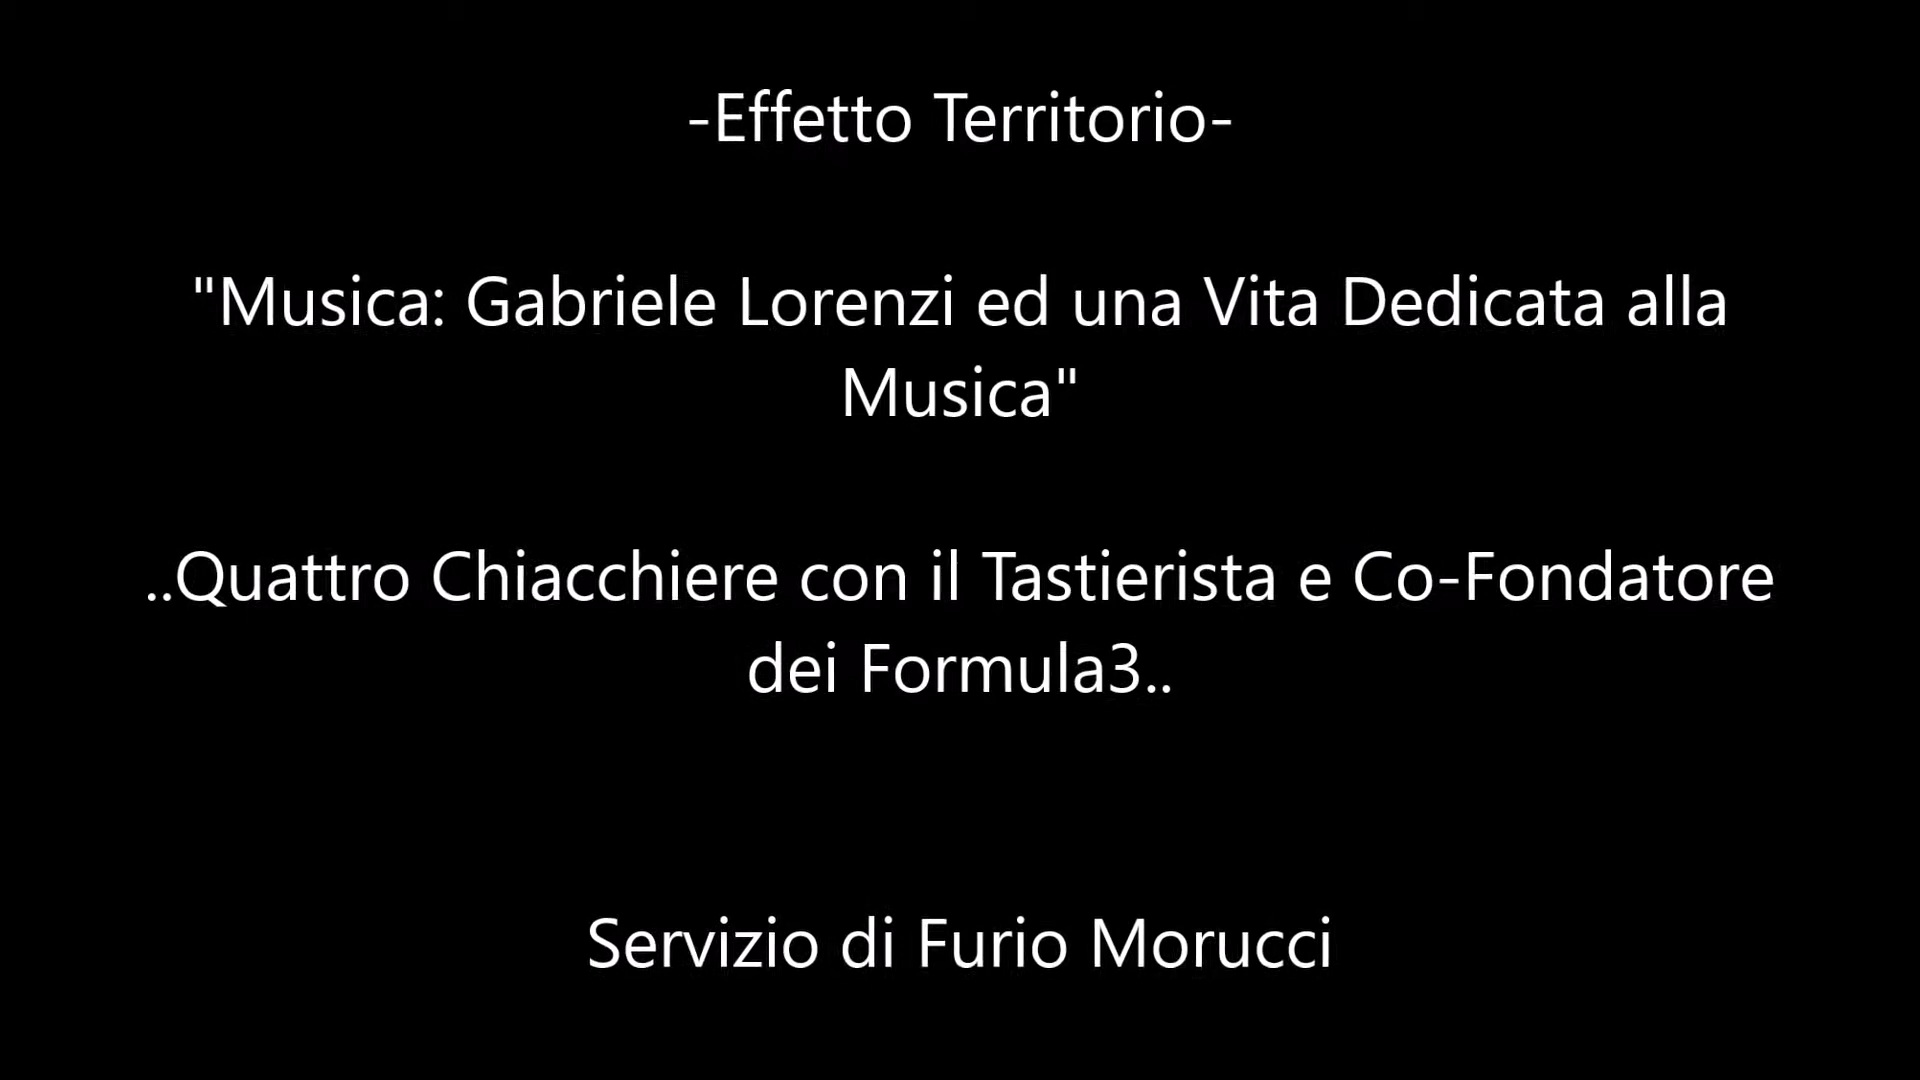 -Effetto Territorio-
"Musica: Gabriele Lorenzi ed una Vita Dedicata alla
Musica"
..Quattro Chiacchiere con il Tastierista e Co-Fondatore
dei Formula3..
Servizio di Furio Morucci